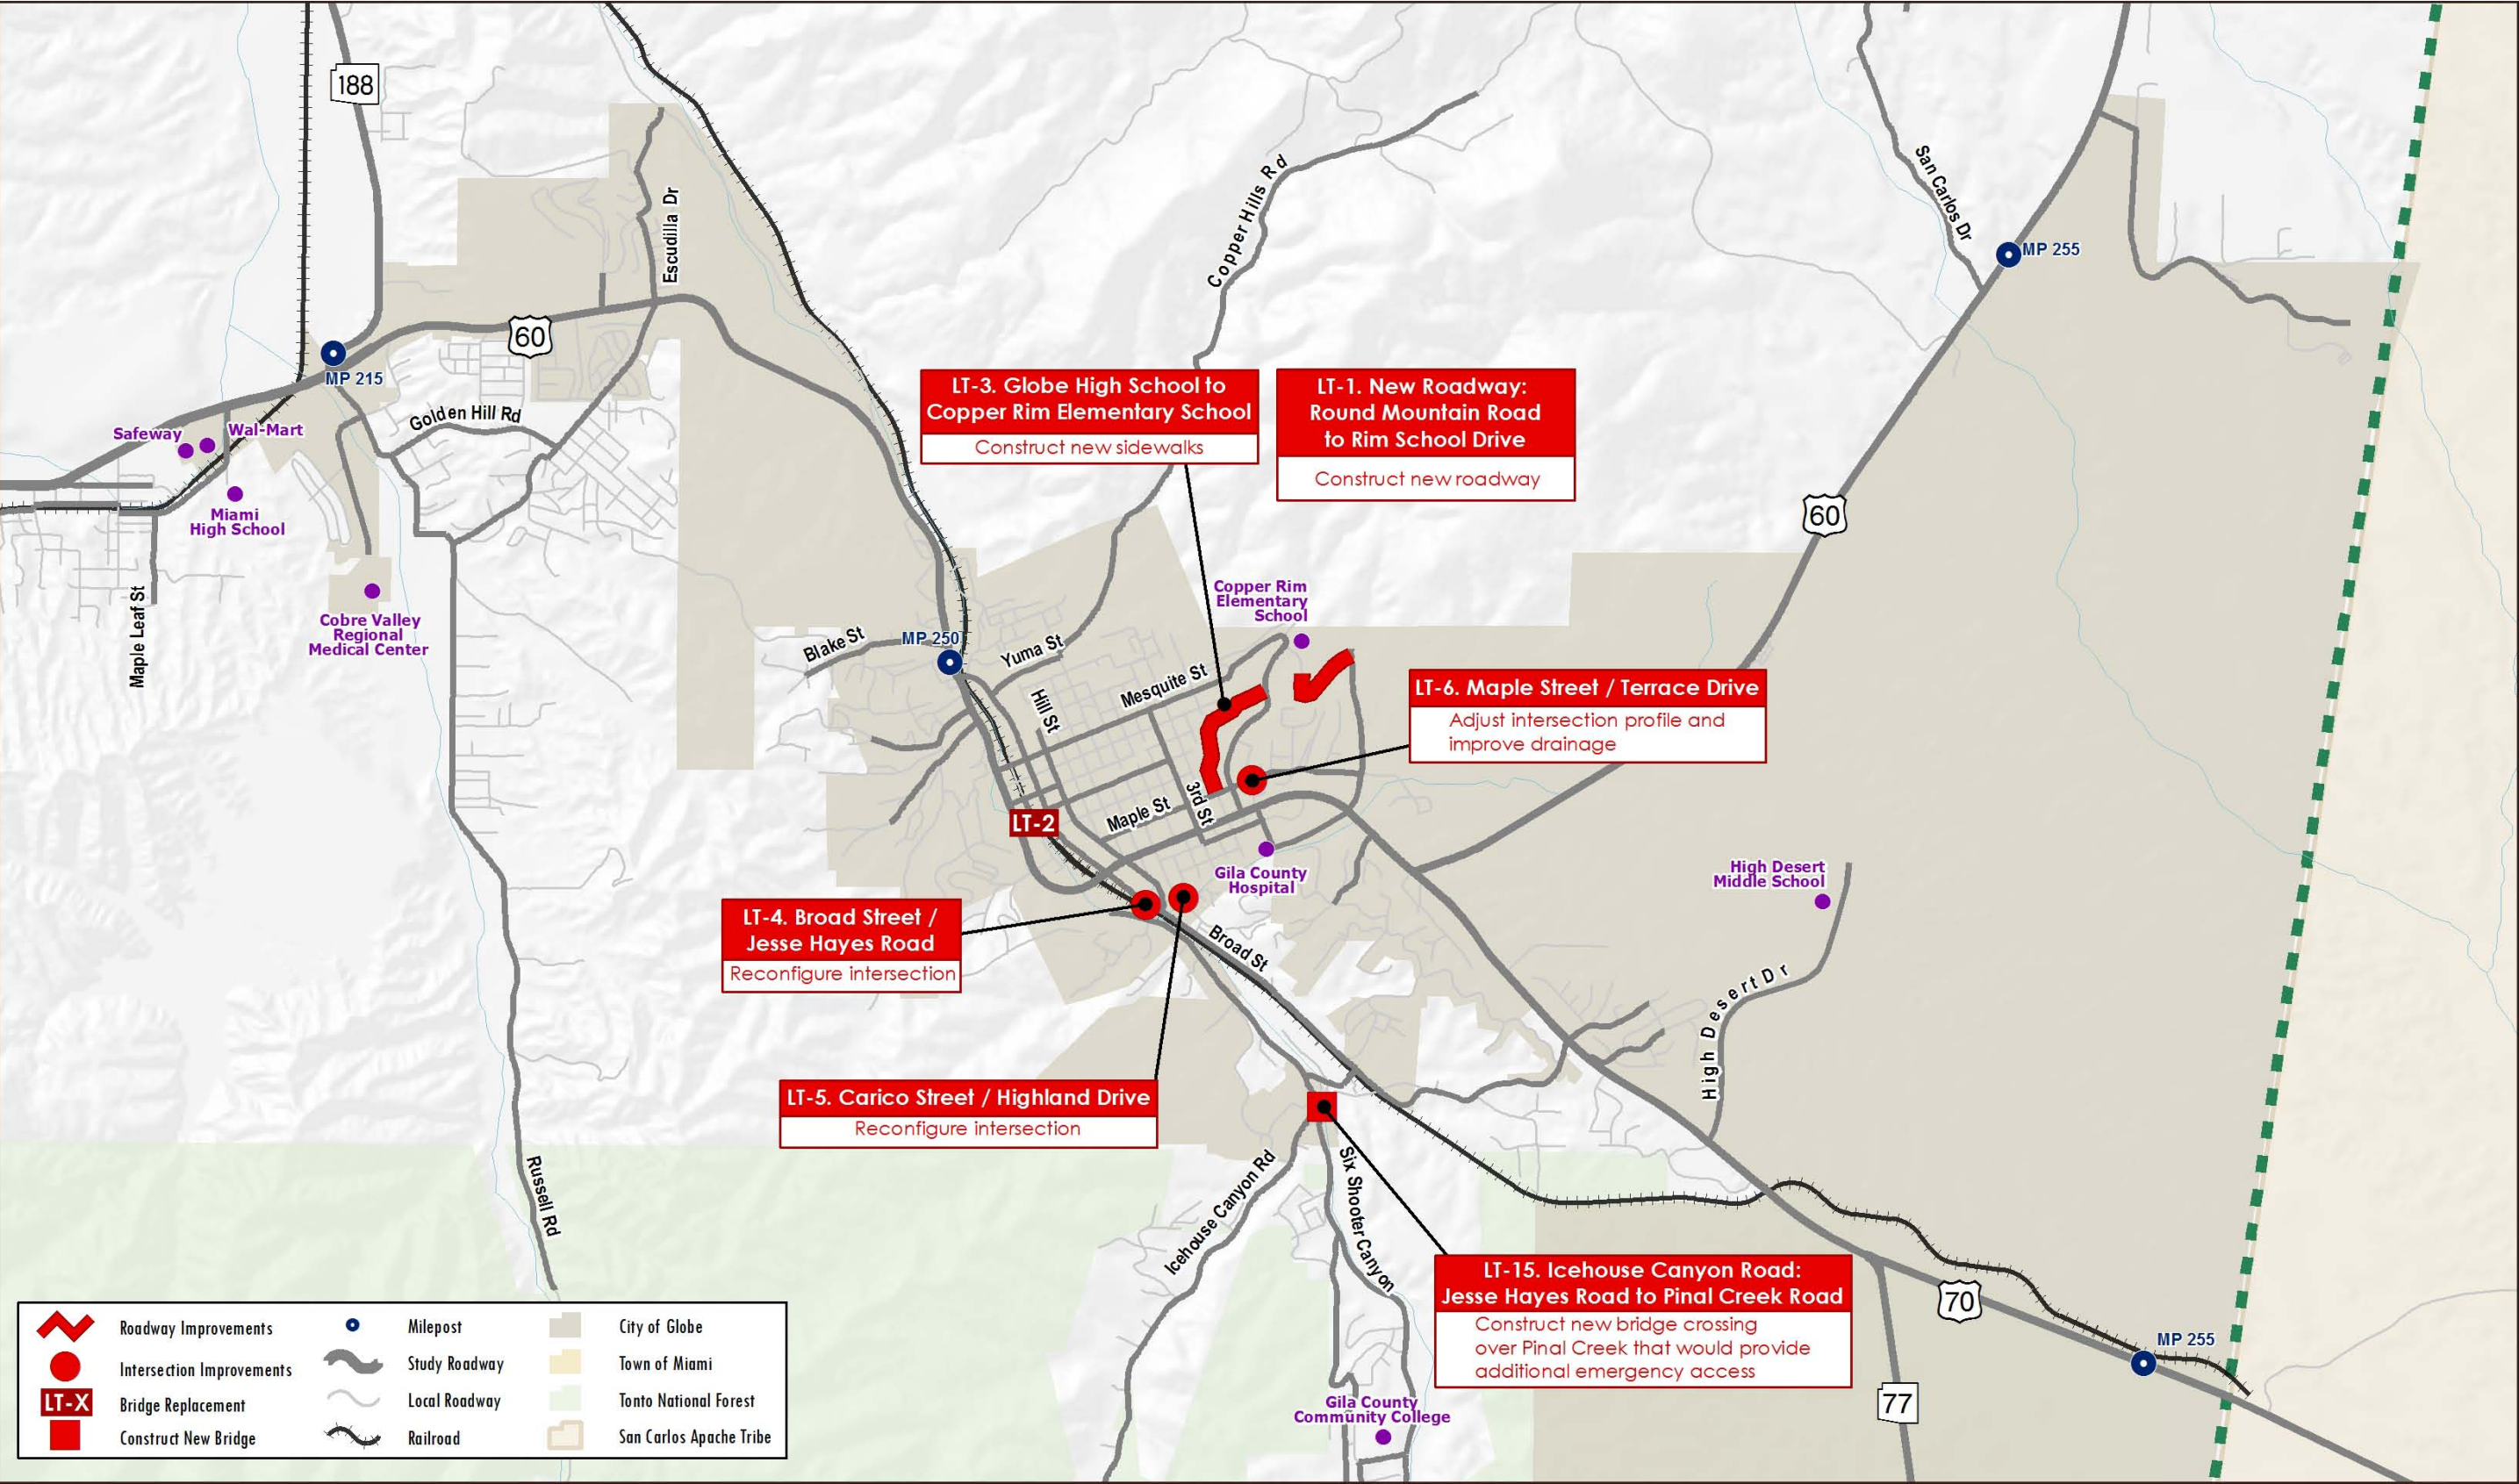 188
Escudilla Dr
60
MP 215
Golden Hill Rd
Safeway
Wal-Mart
Miami
High School
Maple Leaf St
Cobre Valley
Regional
Medical Center
Copper Hills Rd
San Carlos Dr
MP 255
60
LT-3. Globe High School to
Copper Rim Elementary School
Construct new sidewalks
LT-1. New Roadway:
Round Mountain Road
to Rim School Drive
Construct new roadway
Copper Rim
Elementary
School
Blake St
MP 250
Yuma St
Hill St
Mesquite St
LT-6. Maple Street / Terrace Drive
Adjust intersection profile and
improve drainage
3rd St
Maple St
LT-2
Gila County
Hospital
High Desert
Middle School
LT-4. Broad Street /
Jesse Hayes Road
Reconfigure intersection
Broad St
High Desert Dr
LT-5. Carico Street / Highland Drive
Reconfigure intersection
Russell Rd
Icehouse Canyon Rd
Six Shooter Canyon
LT-15. Icehouse Canyon Road:
Jesse Hayes Road to Pinal Creek Road
Construct new bridge crossing
over Pinal Creek that would provide
additional emergency access
70
MP 255
77
Gila County
Community College
Roadway Improvements
Intersection Improvements
LT-X
Bridge Replacement
Construct New Bridge
Milepost
Study Roadway
Local Roadway
Railroad
City of Globe
Town of Miami
Tonto National Forest
San Carlos Apache Tribe